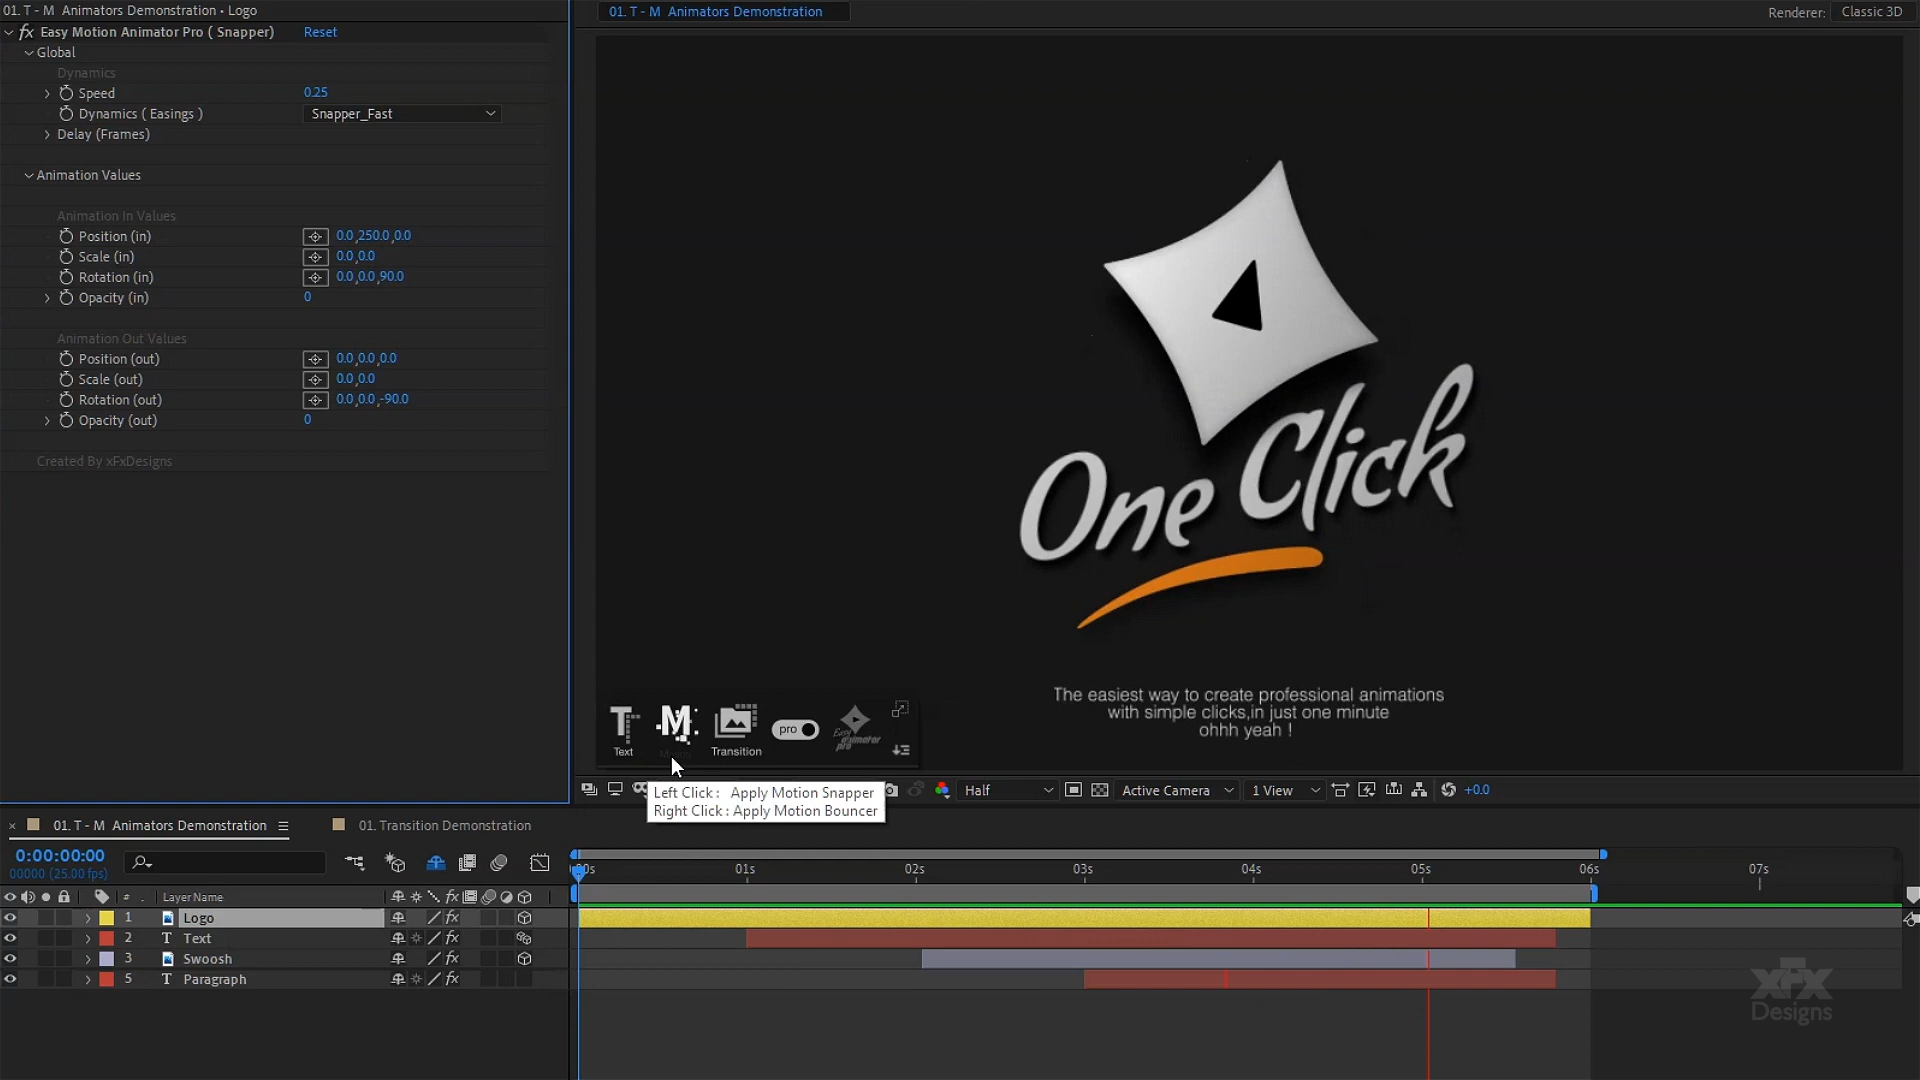 01. T - M  Animators Demonstration • Logo
fx Easy Motion Animator Pro ( Snapper) Reset
Global
Dynamics
Speed 0.25
Dynamics ( Easings ) Snapper_Fast
Delay (Frames)
Animation Values
Animation In Values
Position (in) 0.0,250.0,0.0
Scale (in) 0.0,0.0
Rotation (in) 0.0,0.0,90.0
Opacity (in) 0
Animation Out Values
Position (out) 0.0,0.0,0.0
Scale (out) 0.0,0.0
Rotation (out) 0.0,0.0,-90.0
Opacity (out) 0
Created By xFxDesigns
01. T - M  Animators Demonstration
Renderer: Classic 3D
One Click
The easiest way to create professional animations
with simple clicks,in just one minute
ohhh yeah !
T M pro
Text Transition
Easy animator pro
Left Click :   Apply Motion Snapper
Right Click : Apply Motion Bouncer
Half Active Camera 1 View +0.0
01. T - M  Animators Demonstration 01. Transition Demonstration
0:00:00:00
00000 (25.00 fps)
01s 02s 03s 04s 05s 06s 07s
# Layer Name fx
1 Logo fx
2 T Text fx
3 Swoosh fx
5 T Paragraph fx
xFx
Designs